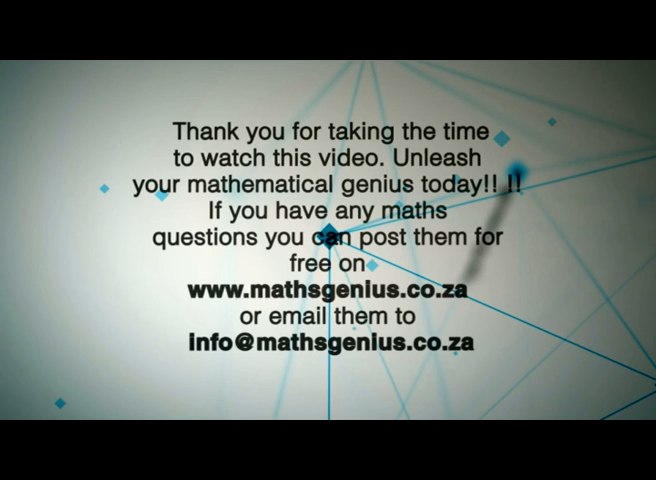 Thank you for taking the time
to watch this video. Unleash
your mathematical genius today!! !!
If you have any maths
questions you can post them for
free on
www.mathsgenius.co.za
or email them to
info@mathsgenius.co.za